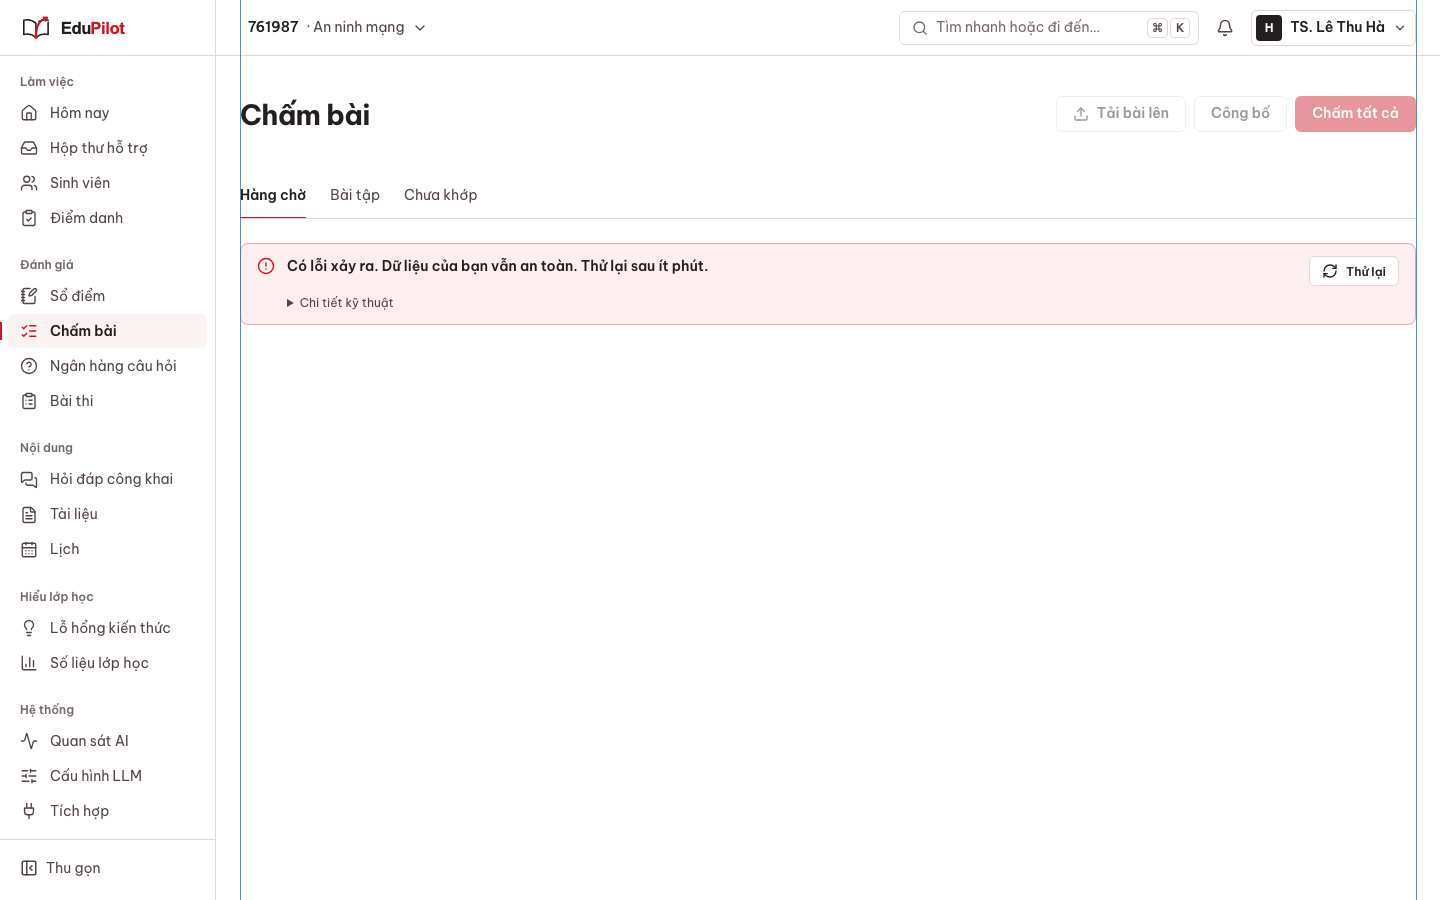 EduPilot
761987 · An ninh mạng
Tìm nhanh hoặc đi đến...
⌘ K
H TS. Lê Thu Hà
Làm việc
Hôm nay
Hộp thư hỗ trợ
Sinh viên
Điểm danh
Đánh giá
Sổ điểm
Chấm bài
Ngân hàng câu hỏi
Bài thi
Nội dung
Hỏi đáp công khai
Tài liệu
Lịch
Hiểu lớp học
Lỗ hổng kiến thức
Số liệu lớp học
Hệ thống
Quan sát AI
Cấu hình LLM
Tích hợp
Thu gọn
Chấm bài
Tải bài lên
Công bố
Chấm tất cả
Hàng chờ
Bài tập
Chưa khớp
Có lỗi xảy ra. Dữ liệu của bạn vẫn an toàn. Thử lại sau ít phút.
Thử lại
Chi tiết kỹ thuật